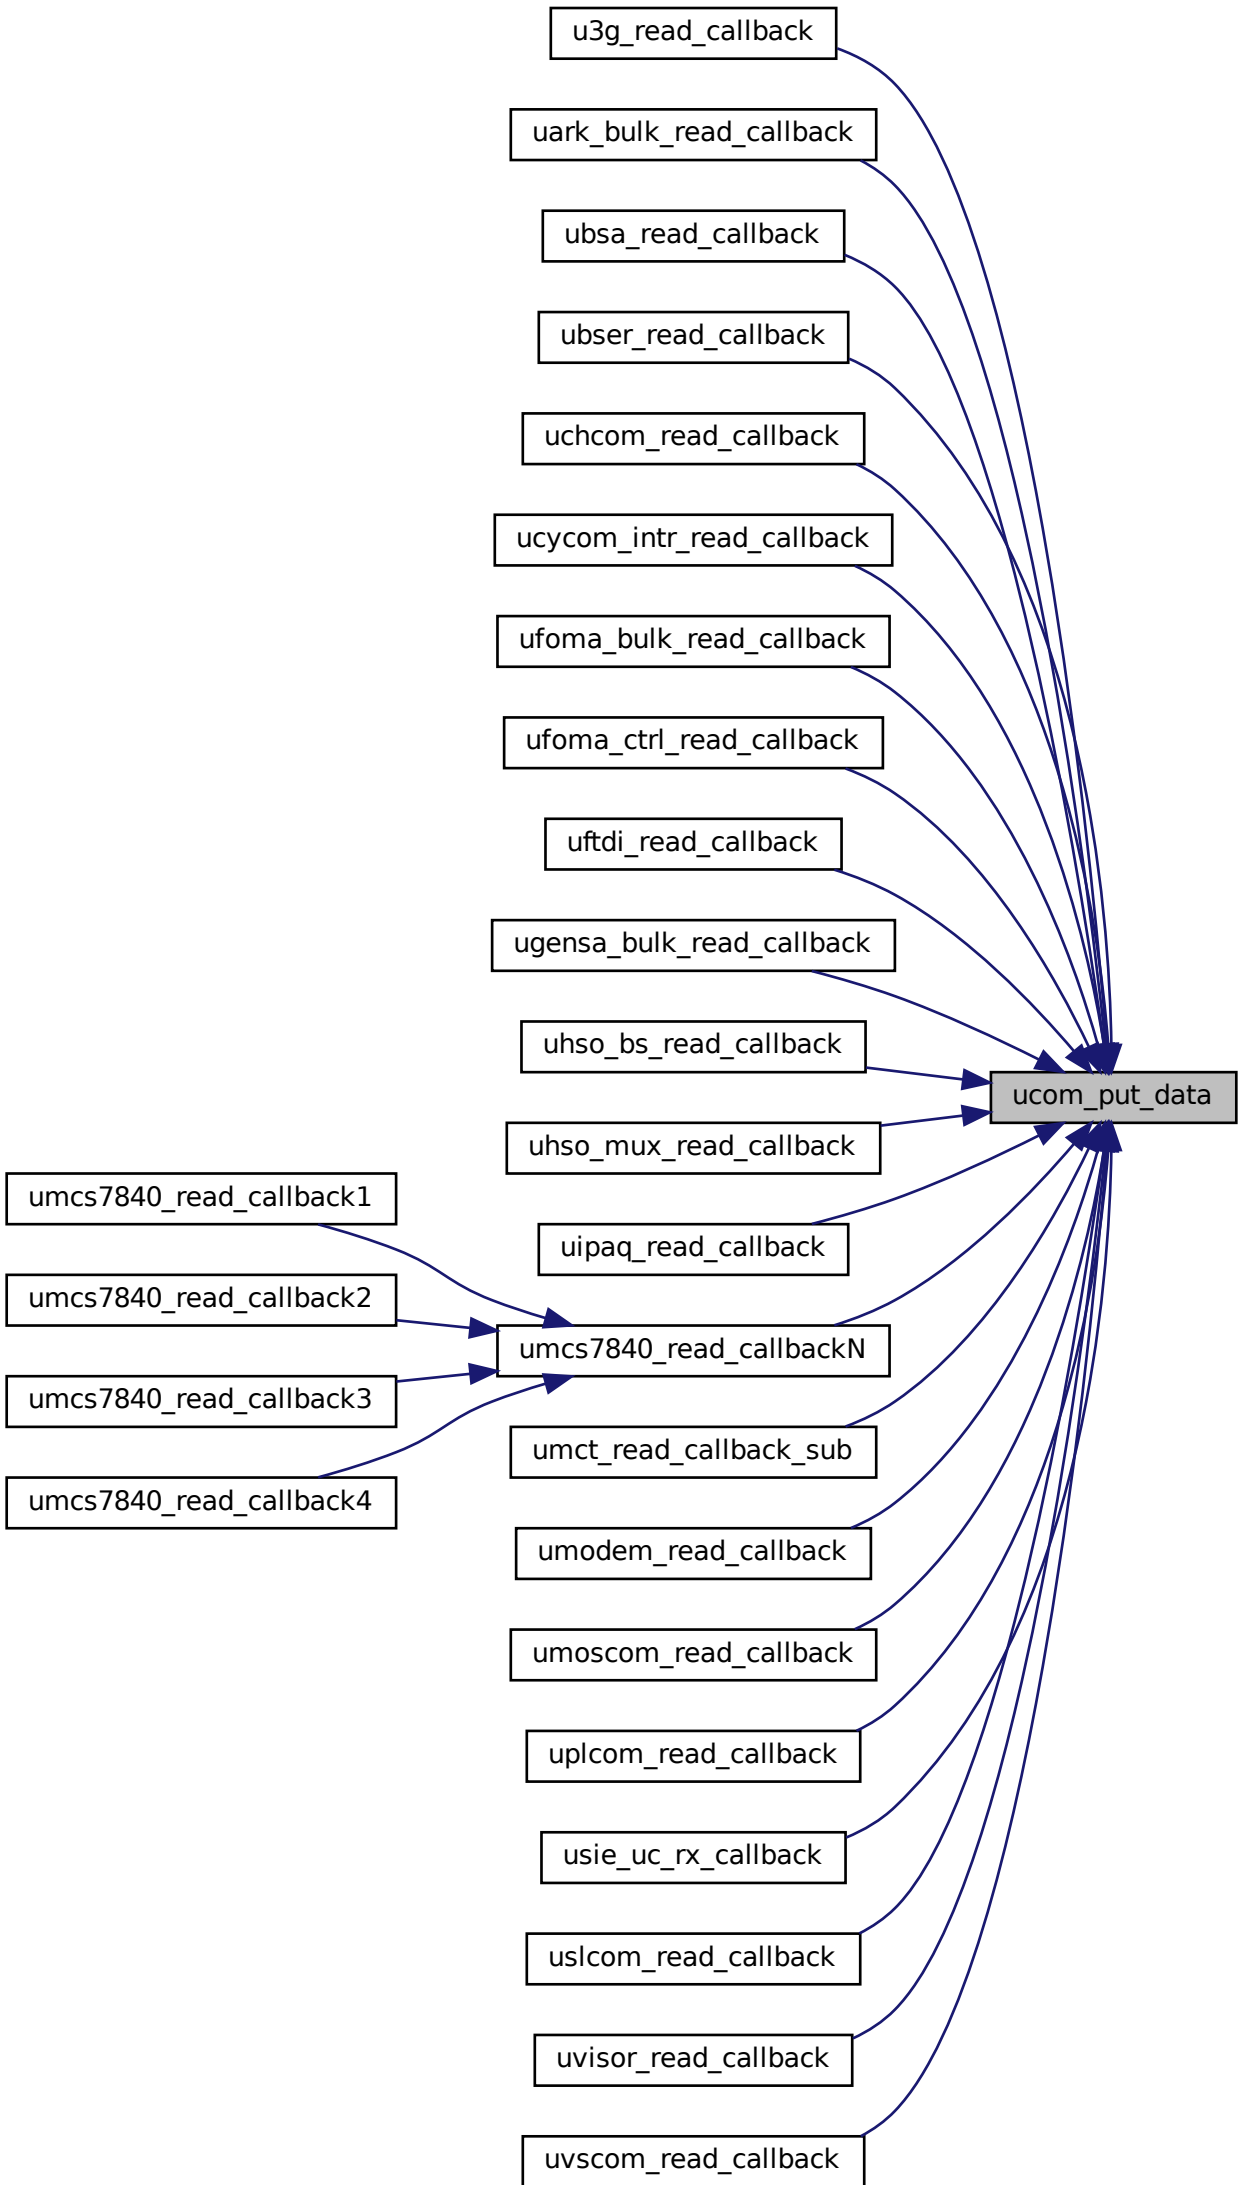 u3g_read_callback
uark_bulk_read_callback
ubsa_read_callback
ubser_read_callback
uchcom_read_callback
ucycom_intr_read_callback
ufoma_bulk_read_callback
ufoma_ctrl_read_callback
uftdi_read_callback
ugensa_bulk_read_callback
uhso_bs_read_callback
ucom_put_data
uhso_mux_read_callback
umcs7840_read_callback1
uipaq_read_callback
umcs7840_read_callback2
umcs7840_read_callbackN
umcs7840_read_callback3
umct_read_callback_sub
umcs7840_read_callback4
umodem_read_callback
umoscom_read_callback
uplcom_read_callback
usie_uc_rx_callback
uslcom_read_callback
uvisor_read_callback
uvscom_read_callback